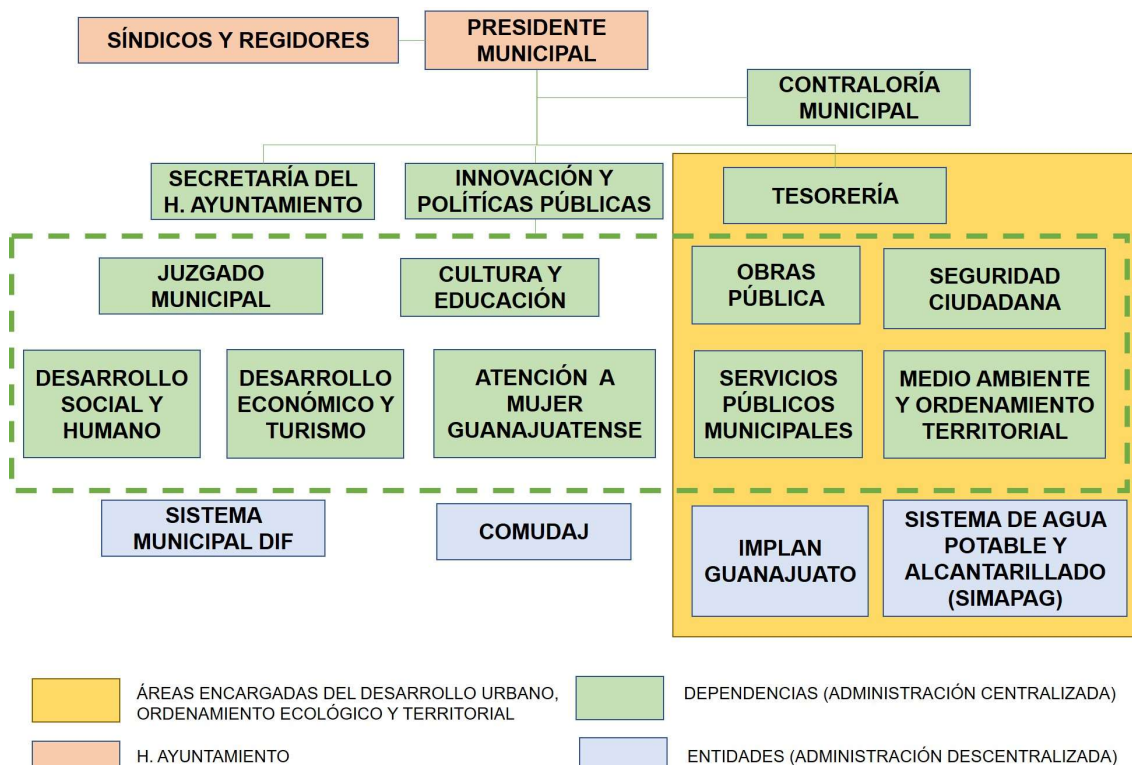 SÍNDICOS Y REGIDORES
PRESIDENTE
MUNICIPAL
CONTRALORÍA
MUNICIPAL
SECRETARÍA DEL
H. AYUNTAMIENTO
INNOVACIÓN Y
POLÍTÍCAS PÚBLICAS
TESORERÍA
JUZGADO
MUNICIPAL
CULTURA Y
EDUCACIÓN
OBRAS
PÚBLICA
SEGURIDAD
CIUDADANA
DESARROLLO
SOCIAL Y
HUMANO
DESARROLLO
ECONÓMICO Y
TURISMO
ATENCIÓN A
MUJER
GUANAJUATENSE
SERVICIOS
PÚBLICOS
MUNICIPALES
MEDIO AMBIENTE
Y ORDENAMIENTO
TERRITORIAL
SISTEMA
MUNICIPAL DIF
COMUDAJ
IMPLAN
GUANAJUATO
SISTEMA DE AGUA
POTABLE Y
ALCANTARILLADO
(SIMAPAG)
ÁREAS ENCARGADAS DEL DESARROLLO URBANO,
ORDENAMIENTO ECOLÓGICO Y TERRITORIAL
DEPENDENCIAS (ADMINISTRACIÓN CENTRALIZADA)
H. AYUNTAMIENTO
ENTIDADES (ADMINISTRACIÓN DESCENTRALIZADA)